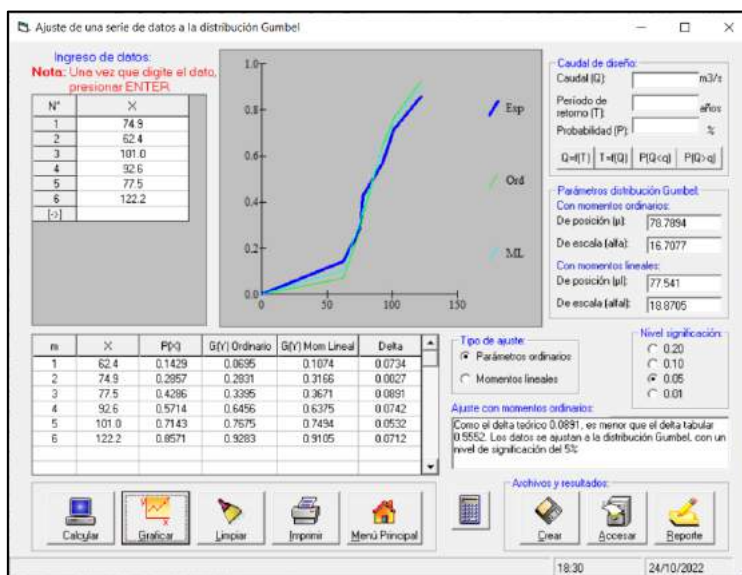 Ajuste de una serie de datos a la distribución Gumbel
Ingreso de datos:
Nota: Una vez que digite el dato,
presionar ENTER
N° X
1 74.9
2 62.4
3 101.0
4 92.6
5 77.5
6 122.2
[->]
1.0
0.8
0.6
0.4
0.2
0.0
0 50 100 150
Exp
Ord
ML
Caudal de diseño:
Caudal (Q): m3/s
Período de
retorno (T): años
Probabilidad (P): %
Q=f(T) T=f(Q) P(Q<q) P(Q>q)
Parámetros distribución Gumbel:
Con momentos ordinarios:
De posición (µ) 78.7894
De escala (alfa) 16.7077
Con momentos lineales:
De posición (µl) 77.541
De escala (alfal) 18.8705
m X P(X) G(Y) Ordinario G(Y) Mom Lineal Delta
1 62.4 0.1429 0.0695 0.1074 0.0734
2 74.9 0.2857 0.2831 0.3166 0.0027
3 77.5 0.4286 0.3395 0.3671 0.0891
4 92.6 0.5714 0.6456 0.6375 0.0742
5 101.0 0.7143 0.7675 0.7494 0.0532
6 122.2 0.8571 0.9283 0.9105 0.0712
Tipo de ajuste:
Parámetros ordinarios
Momentos lineales
Nivel significación:
0.20
0.10
0.05
0.01
Ajuste con momentos ordinarios:
Como el delta teórico 0.0891, es menor que el delta tabular
0.5552. Los datos se ajustan a la distribución Gumbel, con un
nivel de significación del 5%
Calcular Graficar Limpiar Imprimir Menú Principal
Archivos y resultados:
Crear Accesar Reporte
18:30 24/10/2022